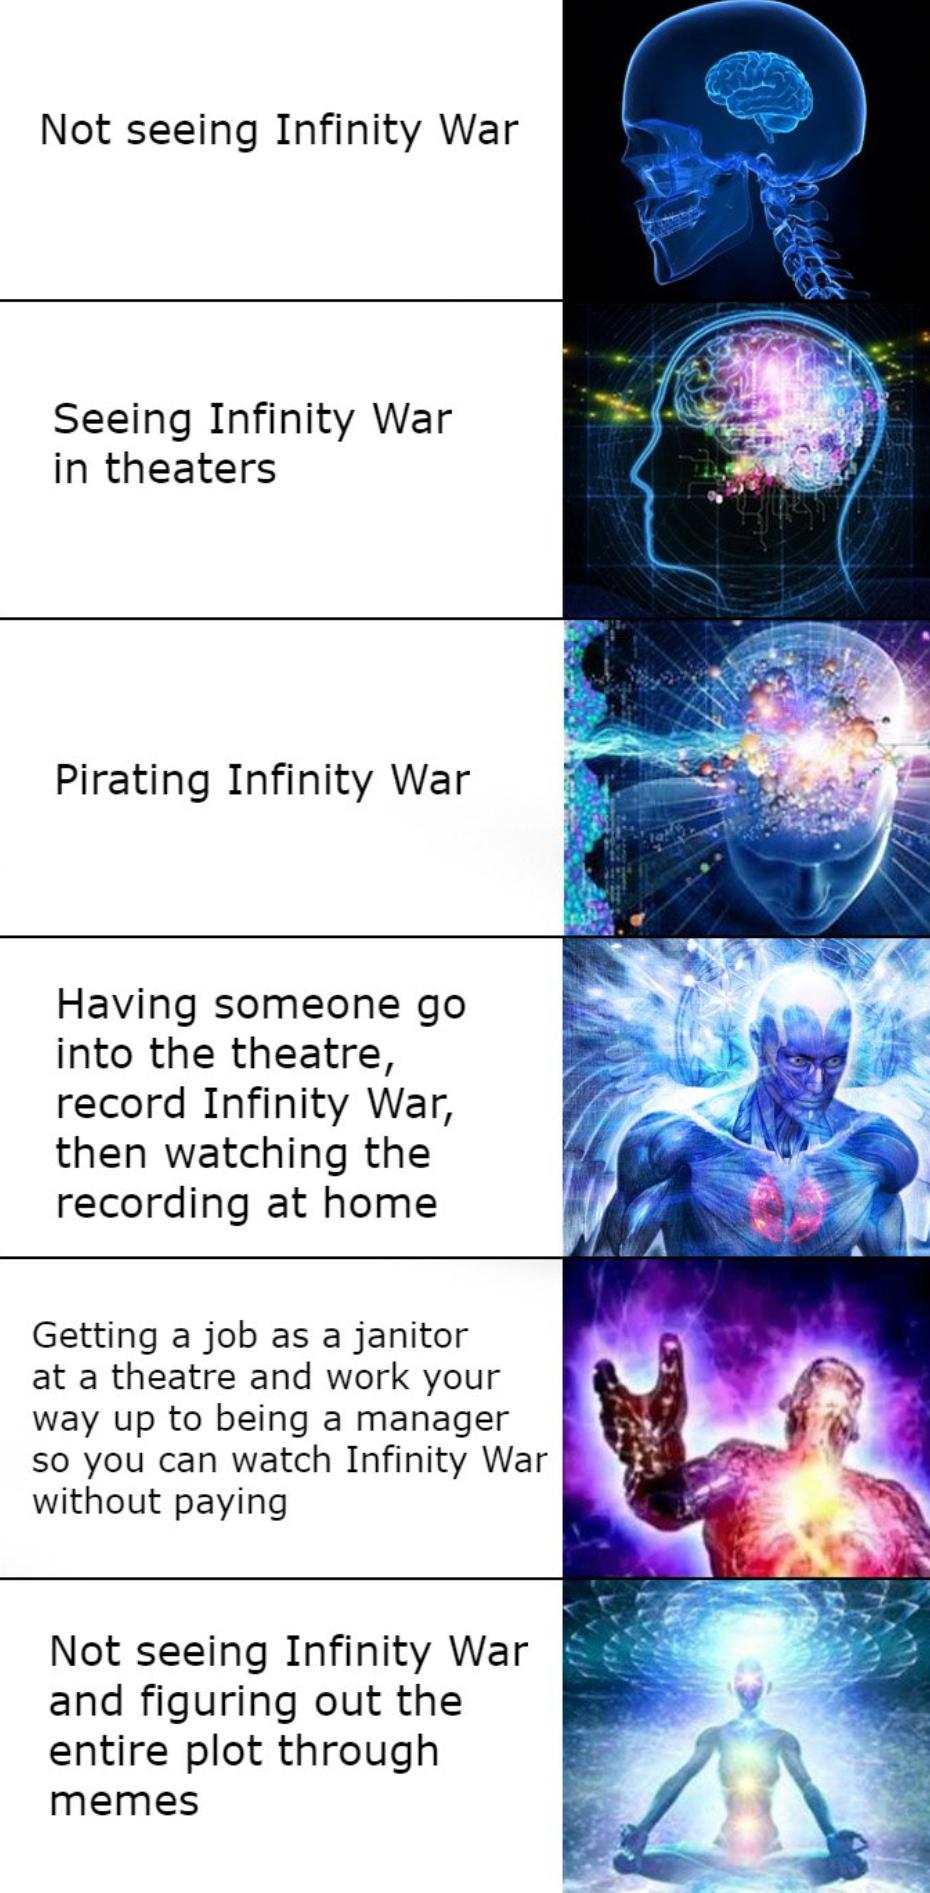 Not seeing Infinity War
Seeing Infinity War
in theaters
Pirating Infinity War
Having someone go
into the theatre,
record Infinity War,
then watching the
recording at home
Getting a job as a janitor
at a theatre and work your
way up to being a manager
so you can watch Infinity War
without paying
Not seeing Infinity War
and figuring out the
entire plot through
memes